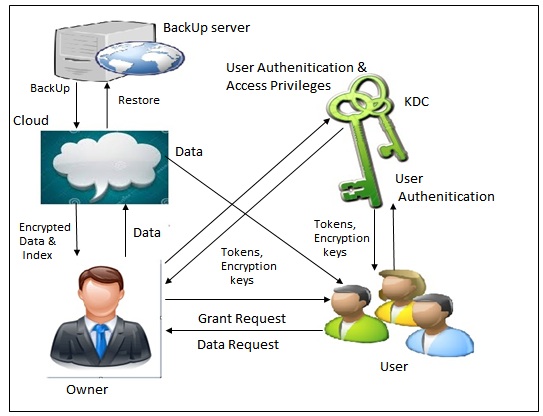 BackUp server
User Authenitication &
Access Privileges
KDC
BackUp
Restore
Cloud
Data
User
Authenitication
Encrypted
Data &
Index
Data
Tokens,
Encryption
keys
Tokens,
Encryption
keys
Grant Request
Data Request
Owner
User